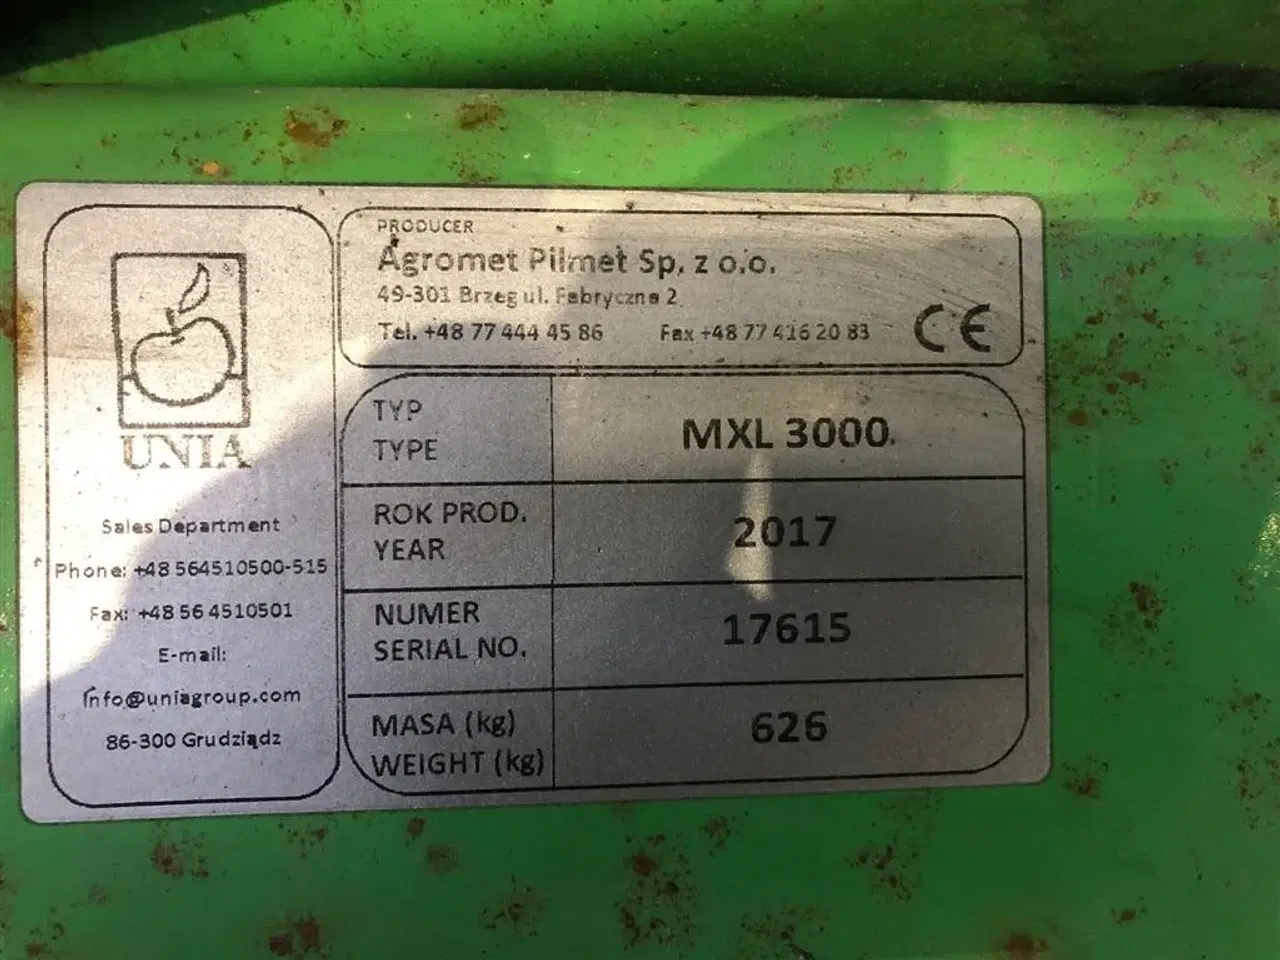 UNIA
Sales Department
Phone: +48 564510500-515
Fax: +48 56 4510501
E-mail:
info@uniagroup.com
86-300 Grudziądz
PRODUCER
Agromet Pilmet Sp. z o.o.
49-301 Brzeg ul. Fabryczna 2
Tel. +48 77 444 45 86 Fax +48 77 416 20 83
CE
TYP
TYPE
MXL 3000
ROK PROD.
YEAR
2017
NUMER
SERIAL NO.
17615
MASA (kg)
WEIGHT (kg)
626